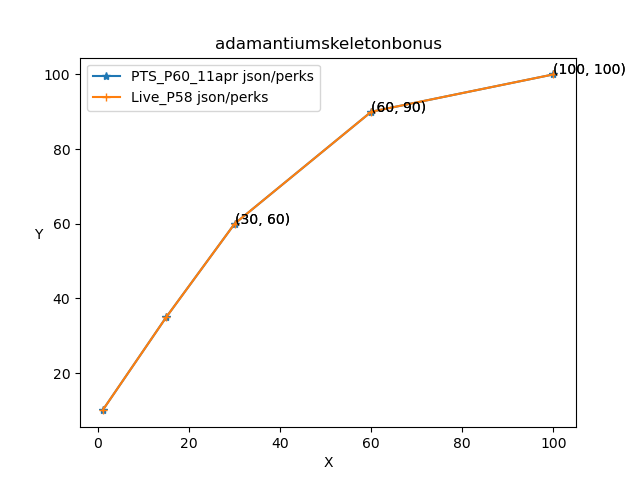 adamantiumskeletonbonus
PTS_P60_11apr json/perks
Live_P58 json/perks
(100, 100)
(60, 90)
(30, 60)
100
80
60
40
20
Y
0 20 40 60 80 100
X